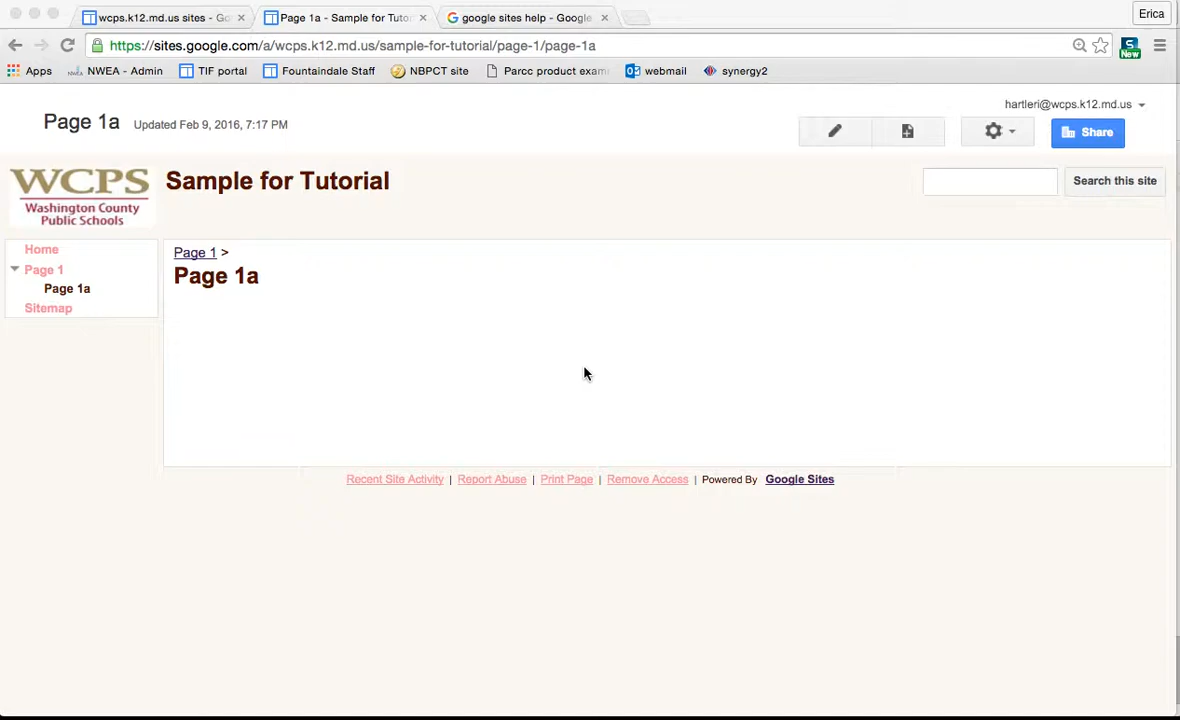 wcps.k12.md.us sites - Go
Page 1a - Sample for Tutor
google sites help - Google
Erica
https://sites.google.com/a/wcps.k12.md.us/sample-for-tutorial/page-1/page-1a
New
Apps
NWEA - Admin
TIF portal
Fountaindale Staff
NBPCT site
Parcc product exam
webmail
synergy2
hartleri@wcps.k12.md.us
Page 1a Updated Feb 9, 2016, 7:17 PM
Share
WCPS
Washington County
Public Schools
Sample for Tutorial
Search this site
Home
Page 1
Page 1a
Sitemap
Page 1 >
Page 1a
Recent Site Activity | Report Abuse | Print Page | Remove Access | Powered By Google Sites